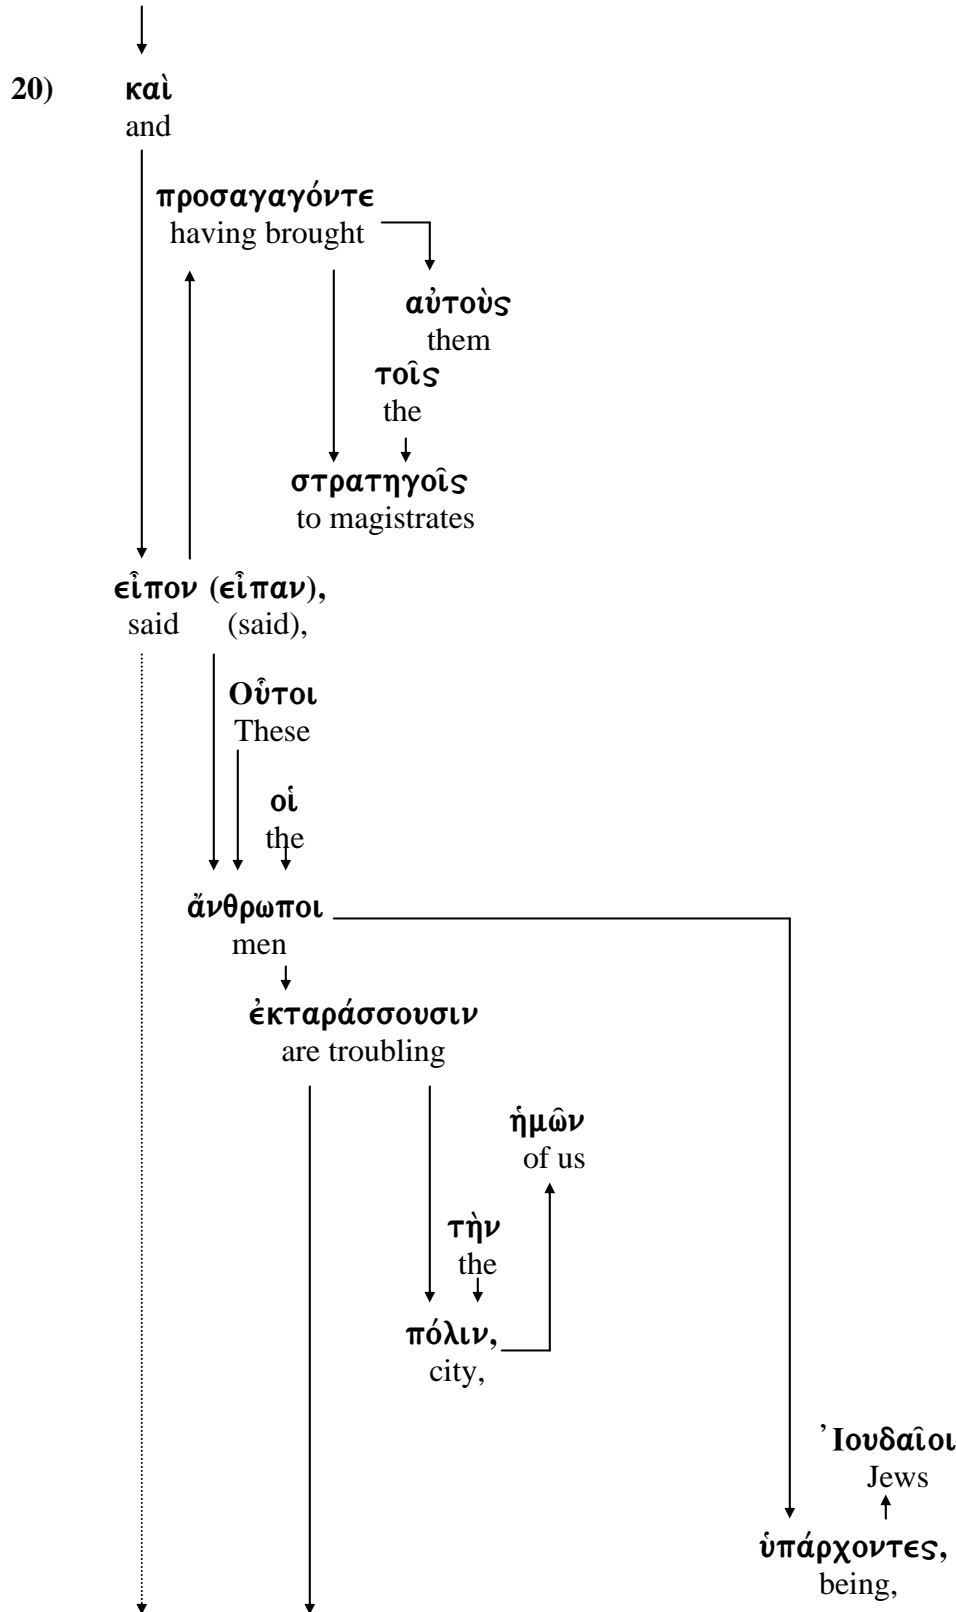 20) καὶ
and
προσαγαγόντε
having brought
αὐτοὺς
them
τοῖς
the
στρατηγοῖς
to magistrates
εἶπον (εἶπαν),
said (said),
Οὗτοι
These
οἱ
the
ἄνθρωποι
men
ἐκταράσσουσιν
are troubling
ἡμῶν
of us
τὴν
the
πόλιν,
city,
Ἰουδαῖοι
Jews
ὑπάρχοντες,
being,